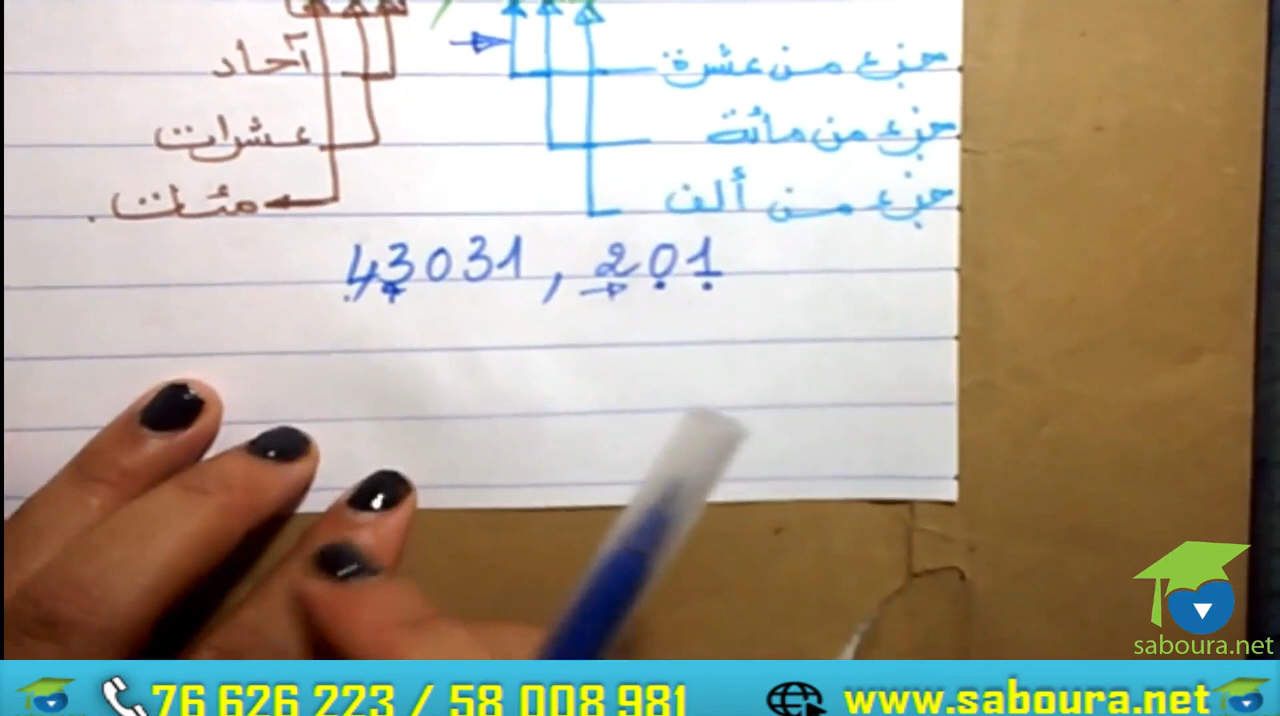 جزء من عشرة
آحاد
جزء من مائة
عشرات
جزء من ألف
مئات.
43031,201
saboura.net
76 626 223 / 58 008 981
www.saboura.net